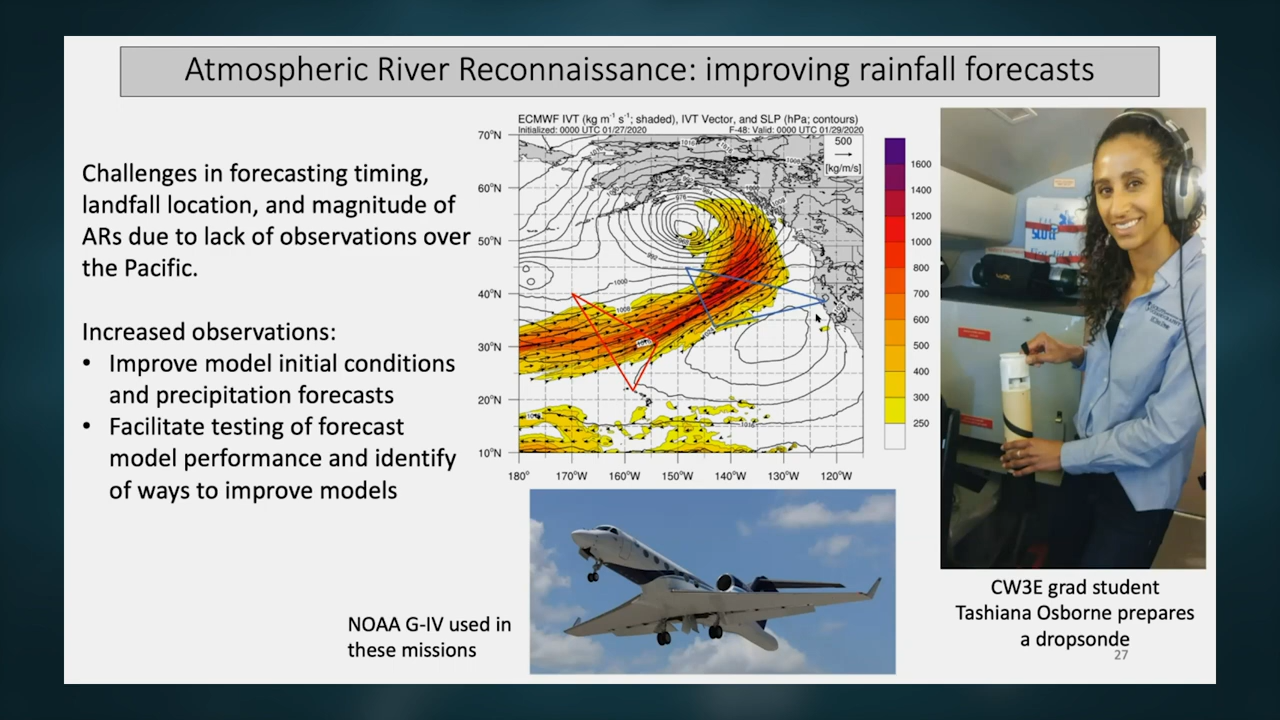 Atmospheric River Reconnaissance: improving rainfall forecasts
Challenges in forecasting timing,
landfall location, and magnitude of
ARs due to lack of observations over
the Pacific.
Increased observations:
• Improve model initial conditions
and precipitation forecasts
• Facilitate testing of forecast
model performance and identify
of ways to improve models
ECMWF IVT (kg m⁻¹ s⁻¹; shaded), IVT Vector, and SLP (hPa; contours)
Initialized: 0000 UTC 01/27/2020 F-48: Valid: 0000 UTC 01/29/2020
500
[kg/m/s]
70°N
60°N
50°N
40°N
30°N
20°N
10°N
180° 170°W 160°W 150°W 140°W 130°W 120°W
1600
1400
1200
1000
800
700
600
500
400
300
250
NOAA G-IV used in
these missions
CW3E grad student
Tashiana Osborne prepares
a dropsonde
27